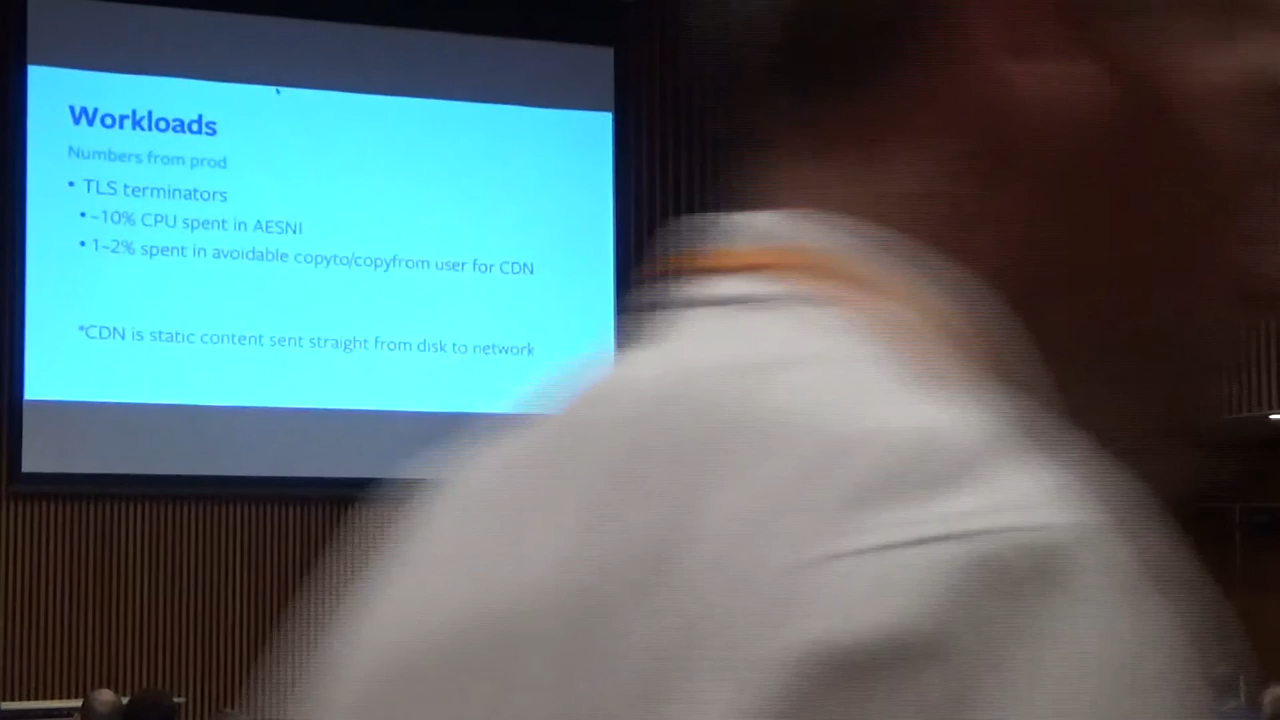 Workloads
Numbers from prod
• TLS terminators
• ~10% CPU spent in AESNI
• 1~2% spent in avoidable copyto/copyfrom user for CDN
*CDN is static content sent straight from disk to network